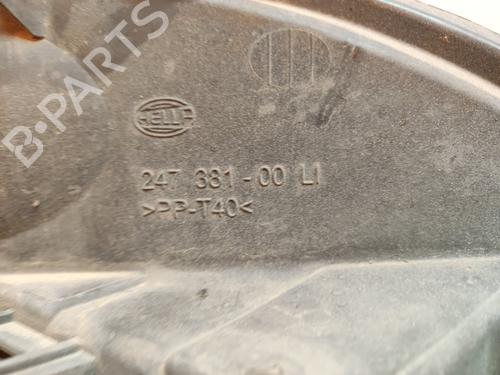 B-PARTS
HELLA
247 381-00 LI
>PP-T40<